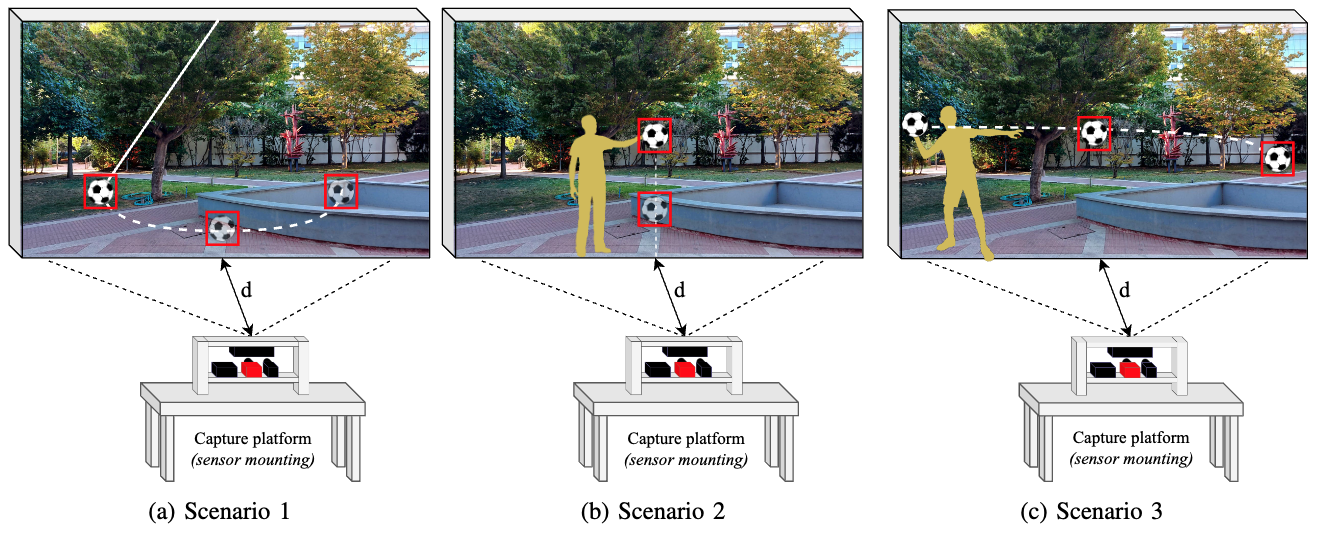 d
d
d
Capture platform
(sensor mounting)
Capture platform
(sensor mounting)
Capture platform
(sensor mounting)
(a) Scenario 1
(b) Scenario 2
(c) Scenario 3